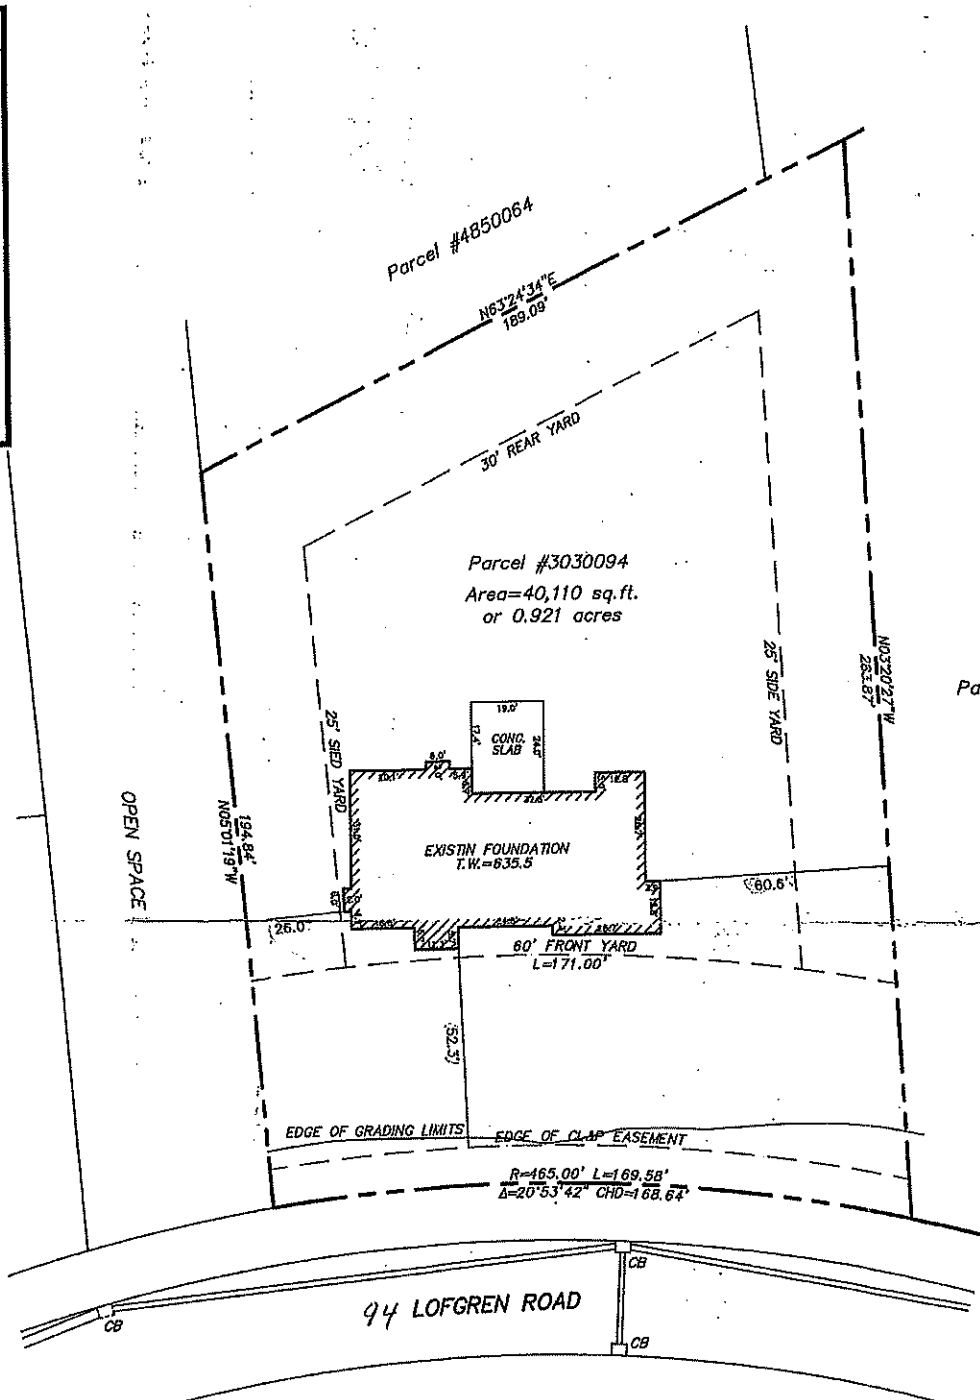 Parcel #4850064
N63°24'34"E
189.09'
30' REAR YARD
Parcel #3030094
Area=40,110 sq.ft.
or 0.921 acres
N03°20'27"W
283.87'
25' SIDE YARD
Pa
25' SIED YARD
19.0'
CONC.
SLAB
OPEN SPACE
194.84'
N05°01'19"W
EXISTIN FOUNDATION
T.W.=635.5
60.6'
26.0'
60' FRONT YARD
L=171.00'
(52.5')
EDGE OF GRADING LIMITS
EDGE OF CLAP EASEMENT
R=465.00' L=169.58'
Δ=20°53'42" CHD=168.64'
CB
94 LOFGREN ROAD
CB
CB